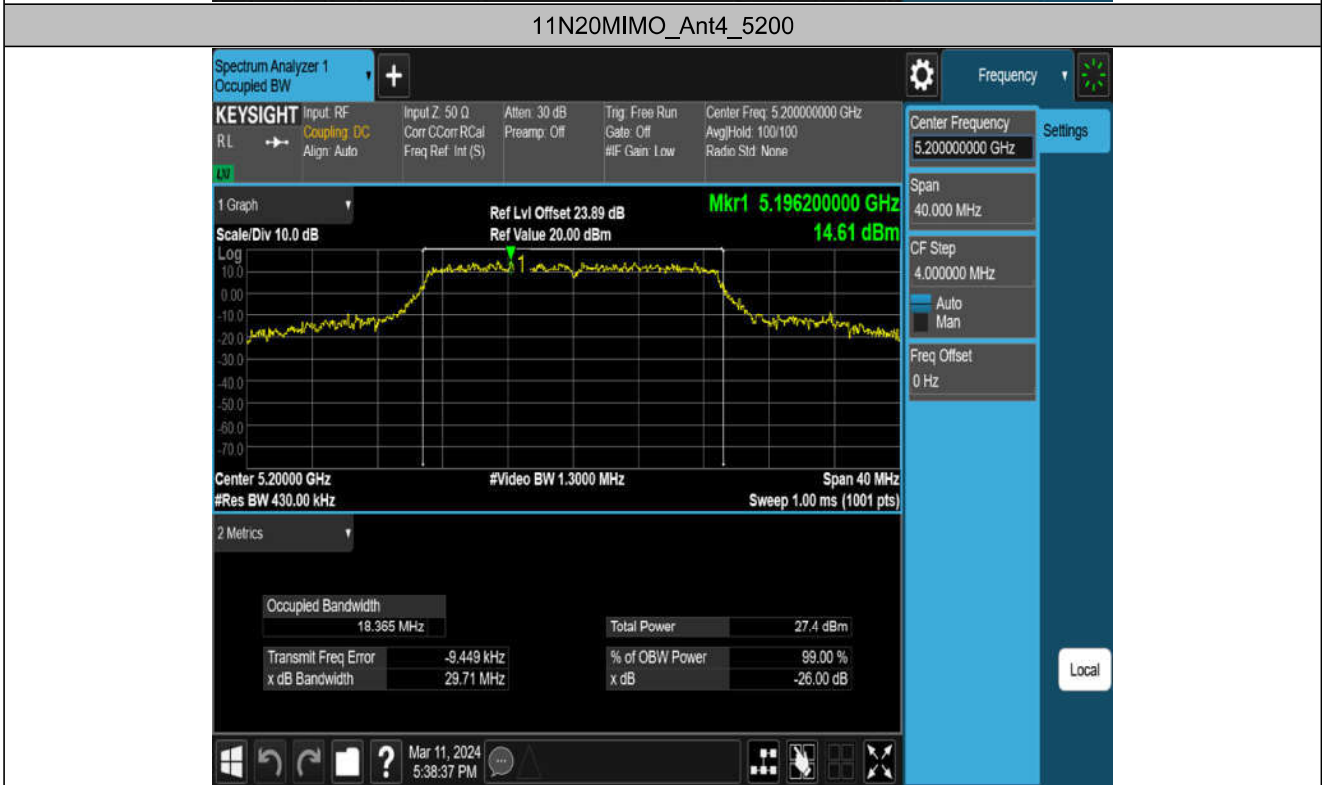 11N20MIMO_Ant4_5200
Spectrum Analyzer 1
Occupied BW
Frequency
KEYSIGHT
R L
LXI
Input: RF
Coupling: DC
Align: Auto
Input Z: 50 Ω
Corr CCorr RCal
Freq Ref: Int (S)
Atten: 30 dB
Preamp: Off
Trig: Free Run
Gate: Off
#IF Gain: Low
Center Freq: 5.200000000 GHz
Avg|Hold: 100/100
Radio Std: None
Center Frequency
5.200000000 GHz
Settings
Span
40.000 MHz
CF Step
4.000000 MHz
Auto
Man
Freq Offset
0 Hz
Local
1 Graph
Scale/Div 10.0 dB
Ref Lvl Offset 23.89 dB
Ref Value 20.00 dBm
Mkr1 5.196200000 GHz
14.61 dBm
Log
10.0
0.00
-10.0
-20.0
-30.0
-40.0
-50.0
-60.0
-70.0
1
Center 5.20000 GHz
#Res BW 430.00 kHz
#Video BW 1.3000 MHz
Span 40 MHz
Sweep 1.00 ms (1001 pts)
2 Metrics
Occupied Bandwidth
18.365 MHz
Total Power 27.4 dBm
Transmit Freq Error -9.449 kHz
% of OBW Power 99.00 %
x dB Bandwidth 29.71 MHz
x dB -26.00 dB
?
Mar 11, 2024
5:38:37 PM